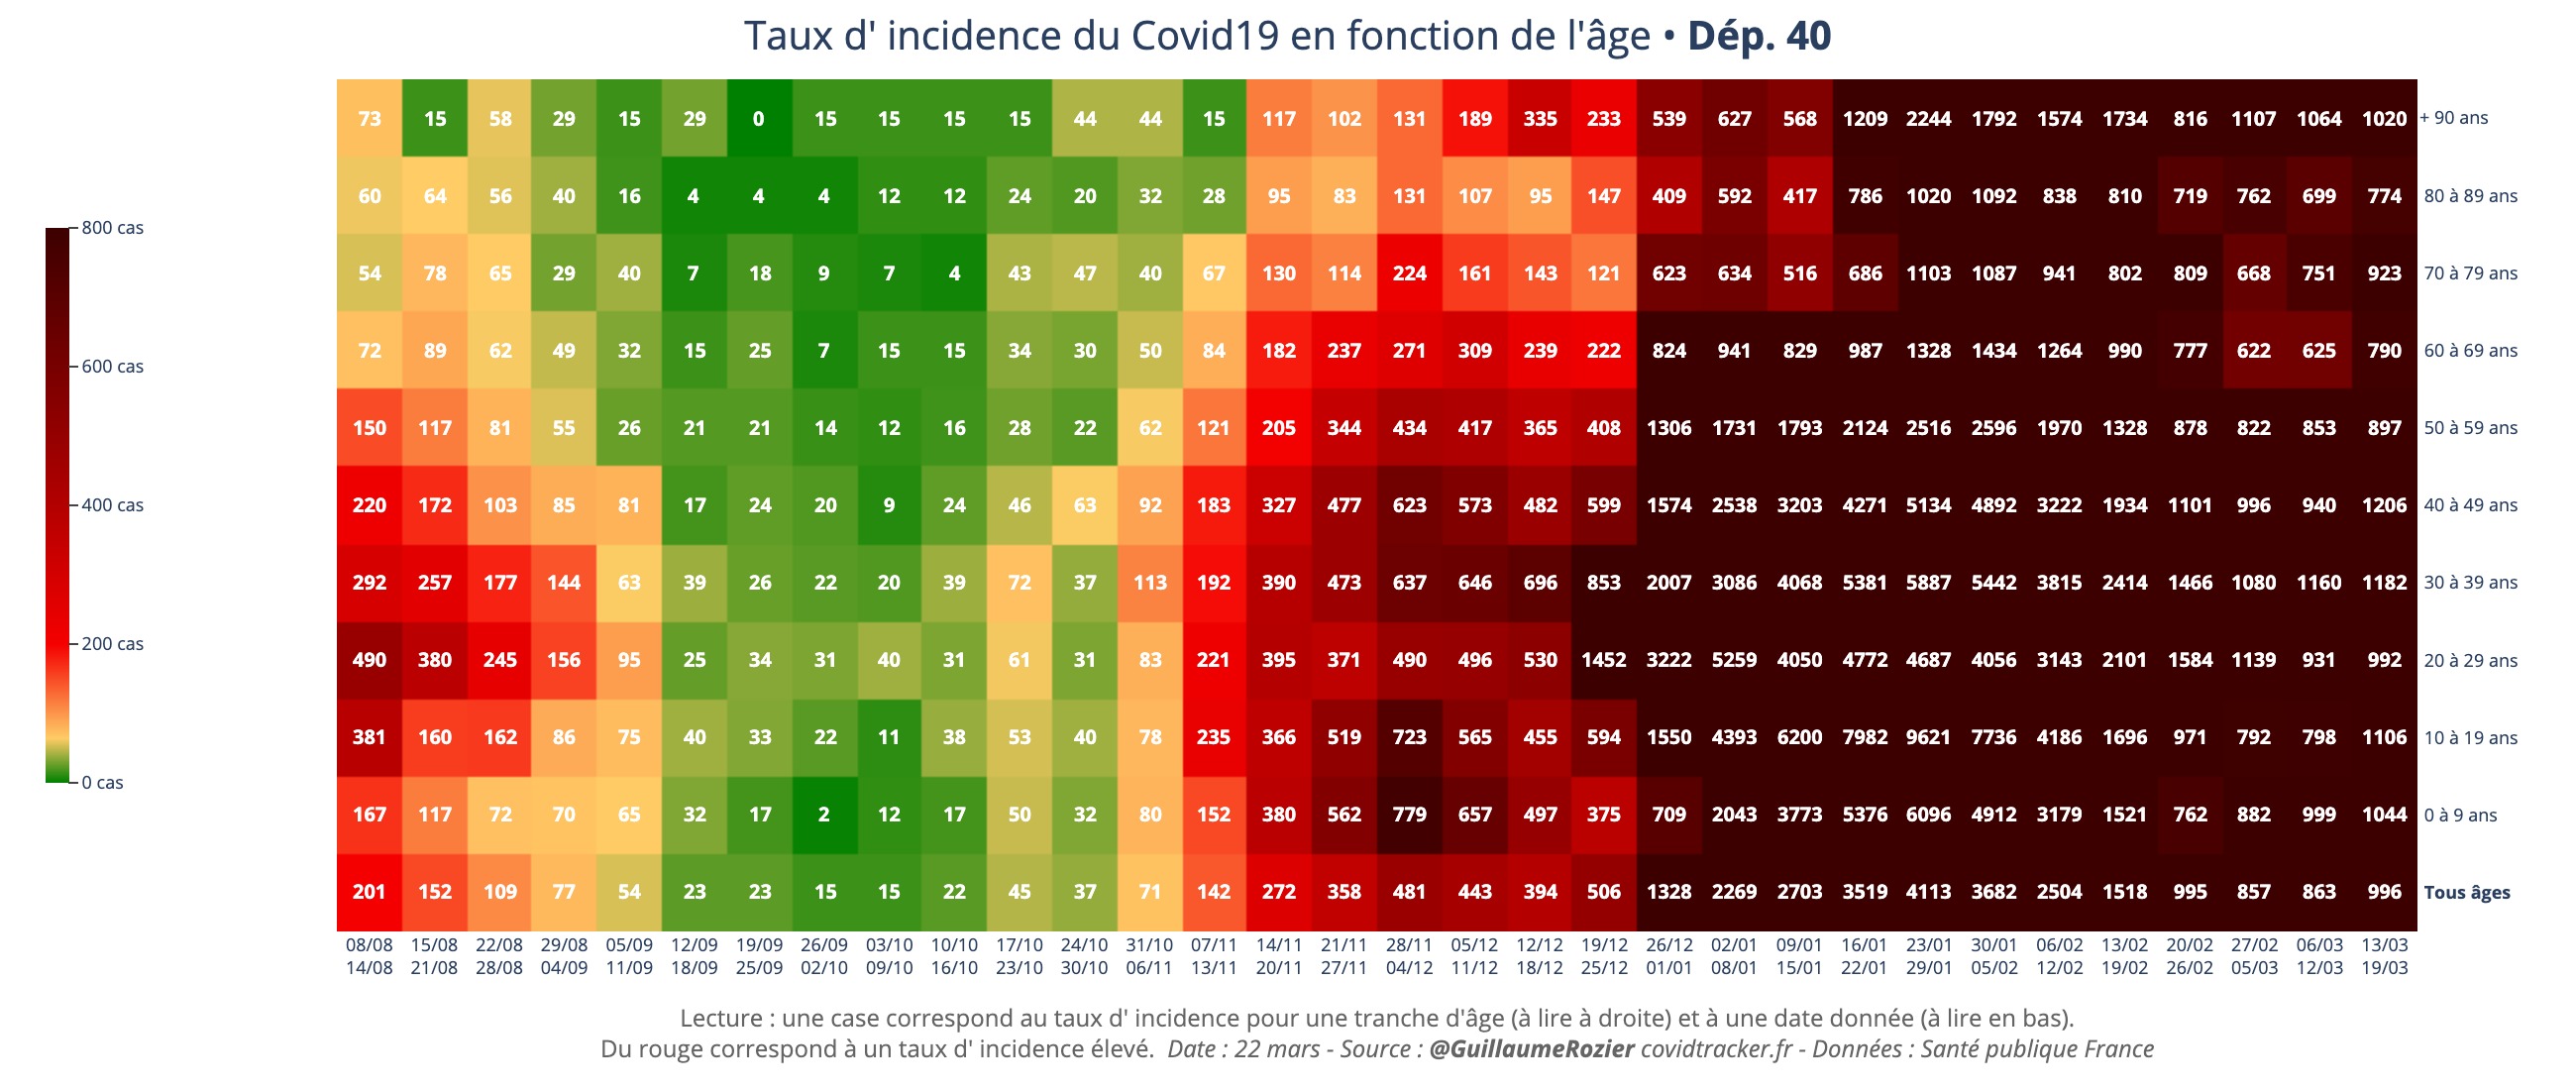 Taux d' incidence du Covid19 en fonction de l'âge • Dép. 40
800 cas
600 cas
400 cas
200 cas
0 cas
73 15 58 29 15 29 0 15 15 15 15 44 44 15 117 102 131 189 335 233 539 627 568 1209 2244 1792 1574 1734 816 1107 1064 1020 + 90 ans
60 64 56 40 16 4 4 4 12 12 24 20 32 28 95 83 131 107 95 147 409 592 417 786 1020 1092 838 810 719 762 699 774 80 à 89 ans
54 78 65 29 40 7 18 9 7 4 43 47 40 67 130 114 224 161 143 121 623 634 516 686 1103 1087 941 802 809 668 751 923 70 à 79 ans
72 89 62 49 32 15 25 7 15 15 34 30 50 84 182 237 271 309 239 222 824 941 829 987 1328 1434 1264 990 777 622 625 790 60 à 69 ans
150 117 81 55 26 21 21 14 12 16 28 22 62 121 205 344 434 417 365 408 1306 1731 1793 2124 2516 2596 1970 1328 878 822 853 897 50 à 59 ans
220 172 103 85 81 17 24 20 9 24 46 63 92 183 327 477 623 573 482 599 1574 2538 3203 4271 5134 4892 3222 1934 1101 996 940 1206 40 à 49 ans
292 257 177 144 63 39 26 22 20 39 72 37 113 192 390 473 637 646 696 853 2007 3086 4068 5381 5887 5442 3815 2414 1466 1080 1160 1182 30 à 39 ans
490 380 245 156 95 25 34 31 40 31 61 31 83 221 395 371 490 496 530 1452 3222 5259 4050 4772 4687 4056 3143 2101 1584 1139 931 992 20 à 29 ans
381 160 162 86 75 40 33 22 11 38 53 40 78 235 366 519 723 565 455 594 1550 4393 6200 7982 9621 7736 4186 1696 971 792 798 1106 10 à 19 ans
167 117 72 70 65 32 17 2 12 17 50 32 80 152 380 562 779 657 497 375 709 2043 3773 5376 6096 4912 3179 1521 762 882 999 1044 0 à 9 ans
201 152 109 77 54 23 23 15 15 22 45 37 71 142 272 358 481 443 394 506 1328 2269 2703 3519 4113 3682 2504 1518 995 857 863 996 Tous âges
08/08 15/08 22/08 29/08 05/09 12/09 19/09 26/09 03/10 10/10 17/10 24/10 31/10 07/11 14/11 21/11 28/11 05/12 12/12 19/12 26/12 02/01 09/01 16/01 23/01 30/01 06/02 13/02 20/02 27/02 06/03 13/03
14/08 21/08 28/08 04/09 11/09 18/09 25/09 02/10 09/10 16/10 23/10 30/10 06/11 13/11 20/11 27/11 04/12 11/12 18/12 25/12 01/01 08/01 15/01 22/01 29/01 05/02 12/02 19/02 26/02 05/03 12/03 19/03
Lecture : une case correspond au taux d' incidence pour une tranche d'âge (à lire à droite) et à une date donnée (à lire en bas).
Du rouge correspond à un taux d' incidence élevé. Date : 22 mars - Source : @GuillaumeRozier covidtracker.fr - Données : Santé publique France